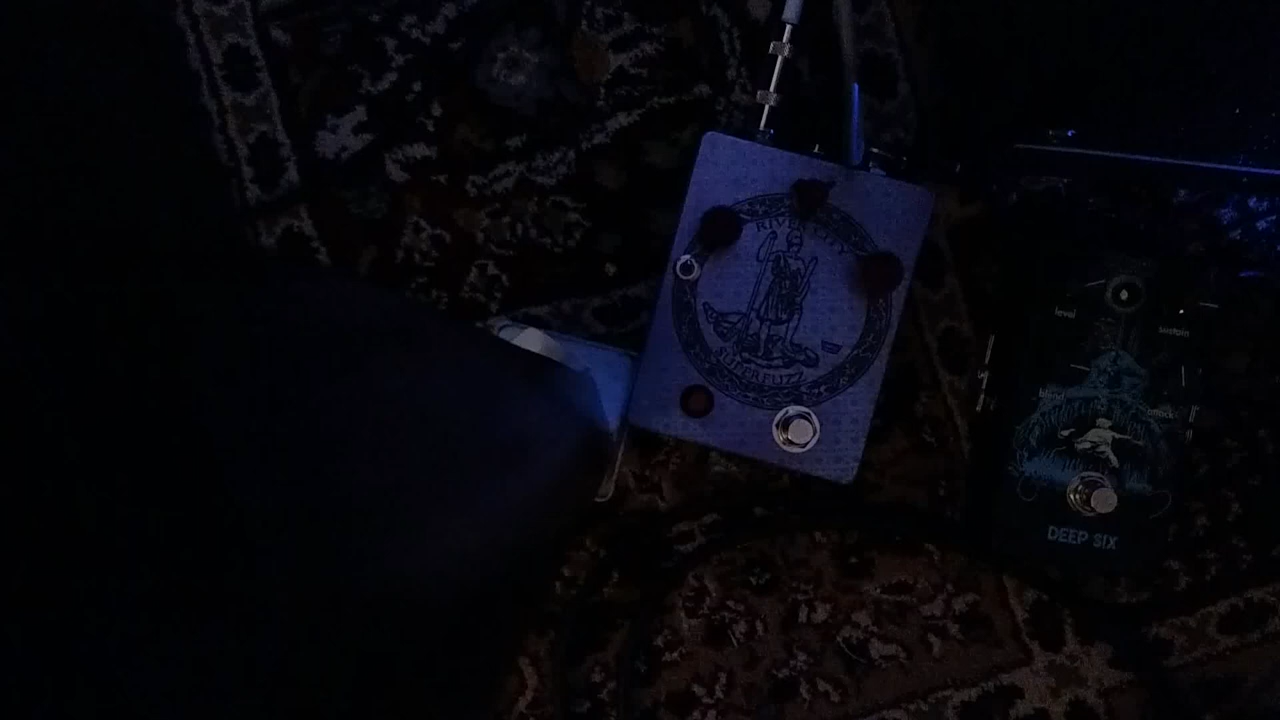 RIVER CITY
SUPERFUZZ
level
sustain
blend
attack
DEEP SIX